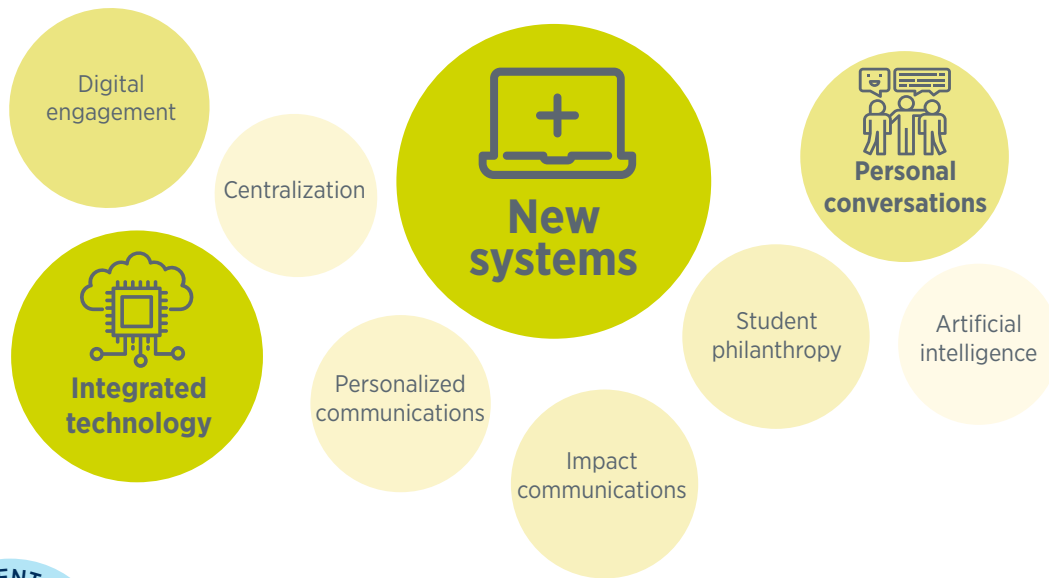 Digital
engagement
Centralization
New
systems
Personal
conversations
Integrated
technology
Personalized
communications
Student
philanthropy
Artificial
intelligence
Impact
communications